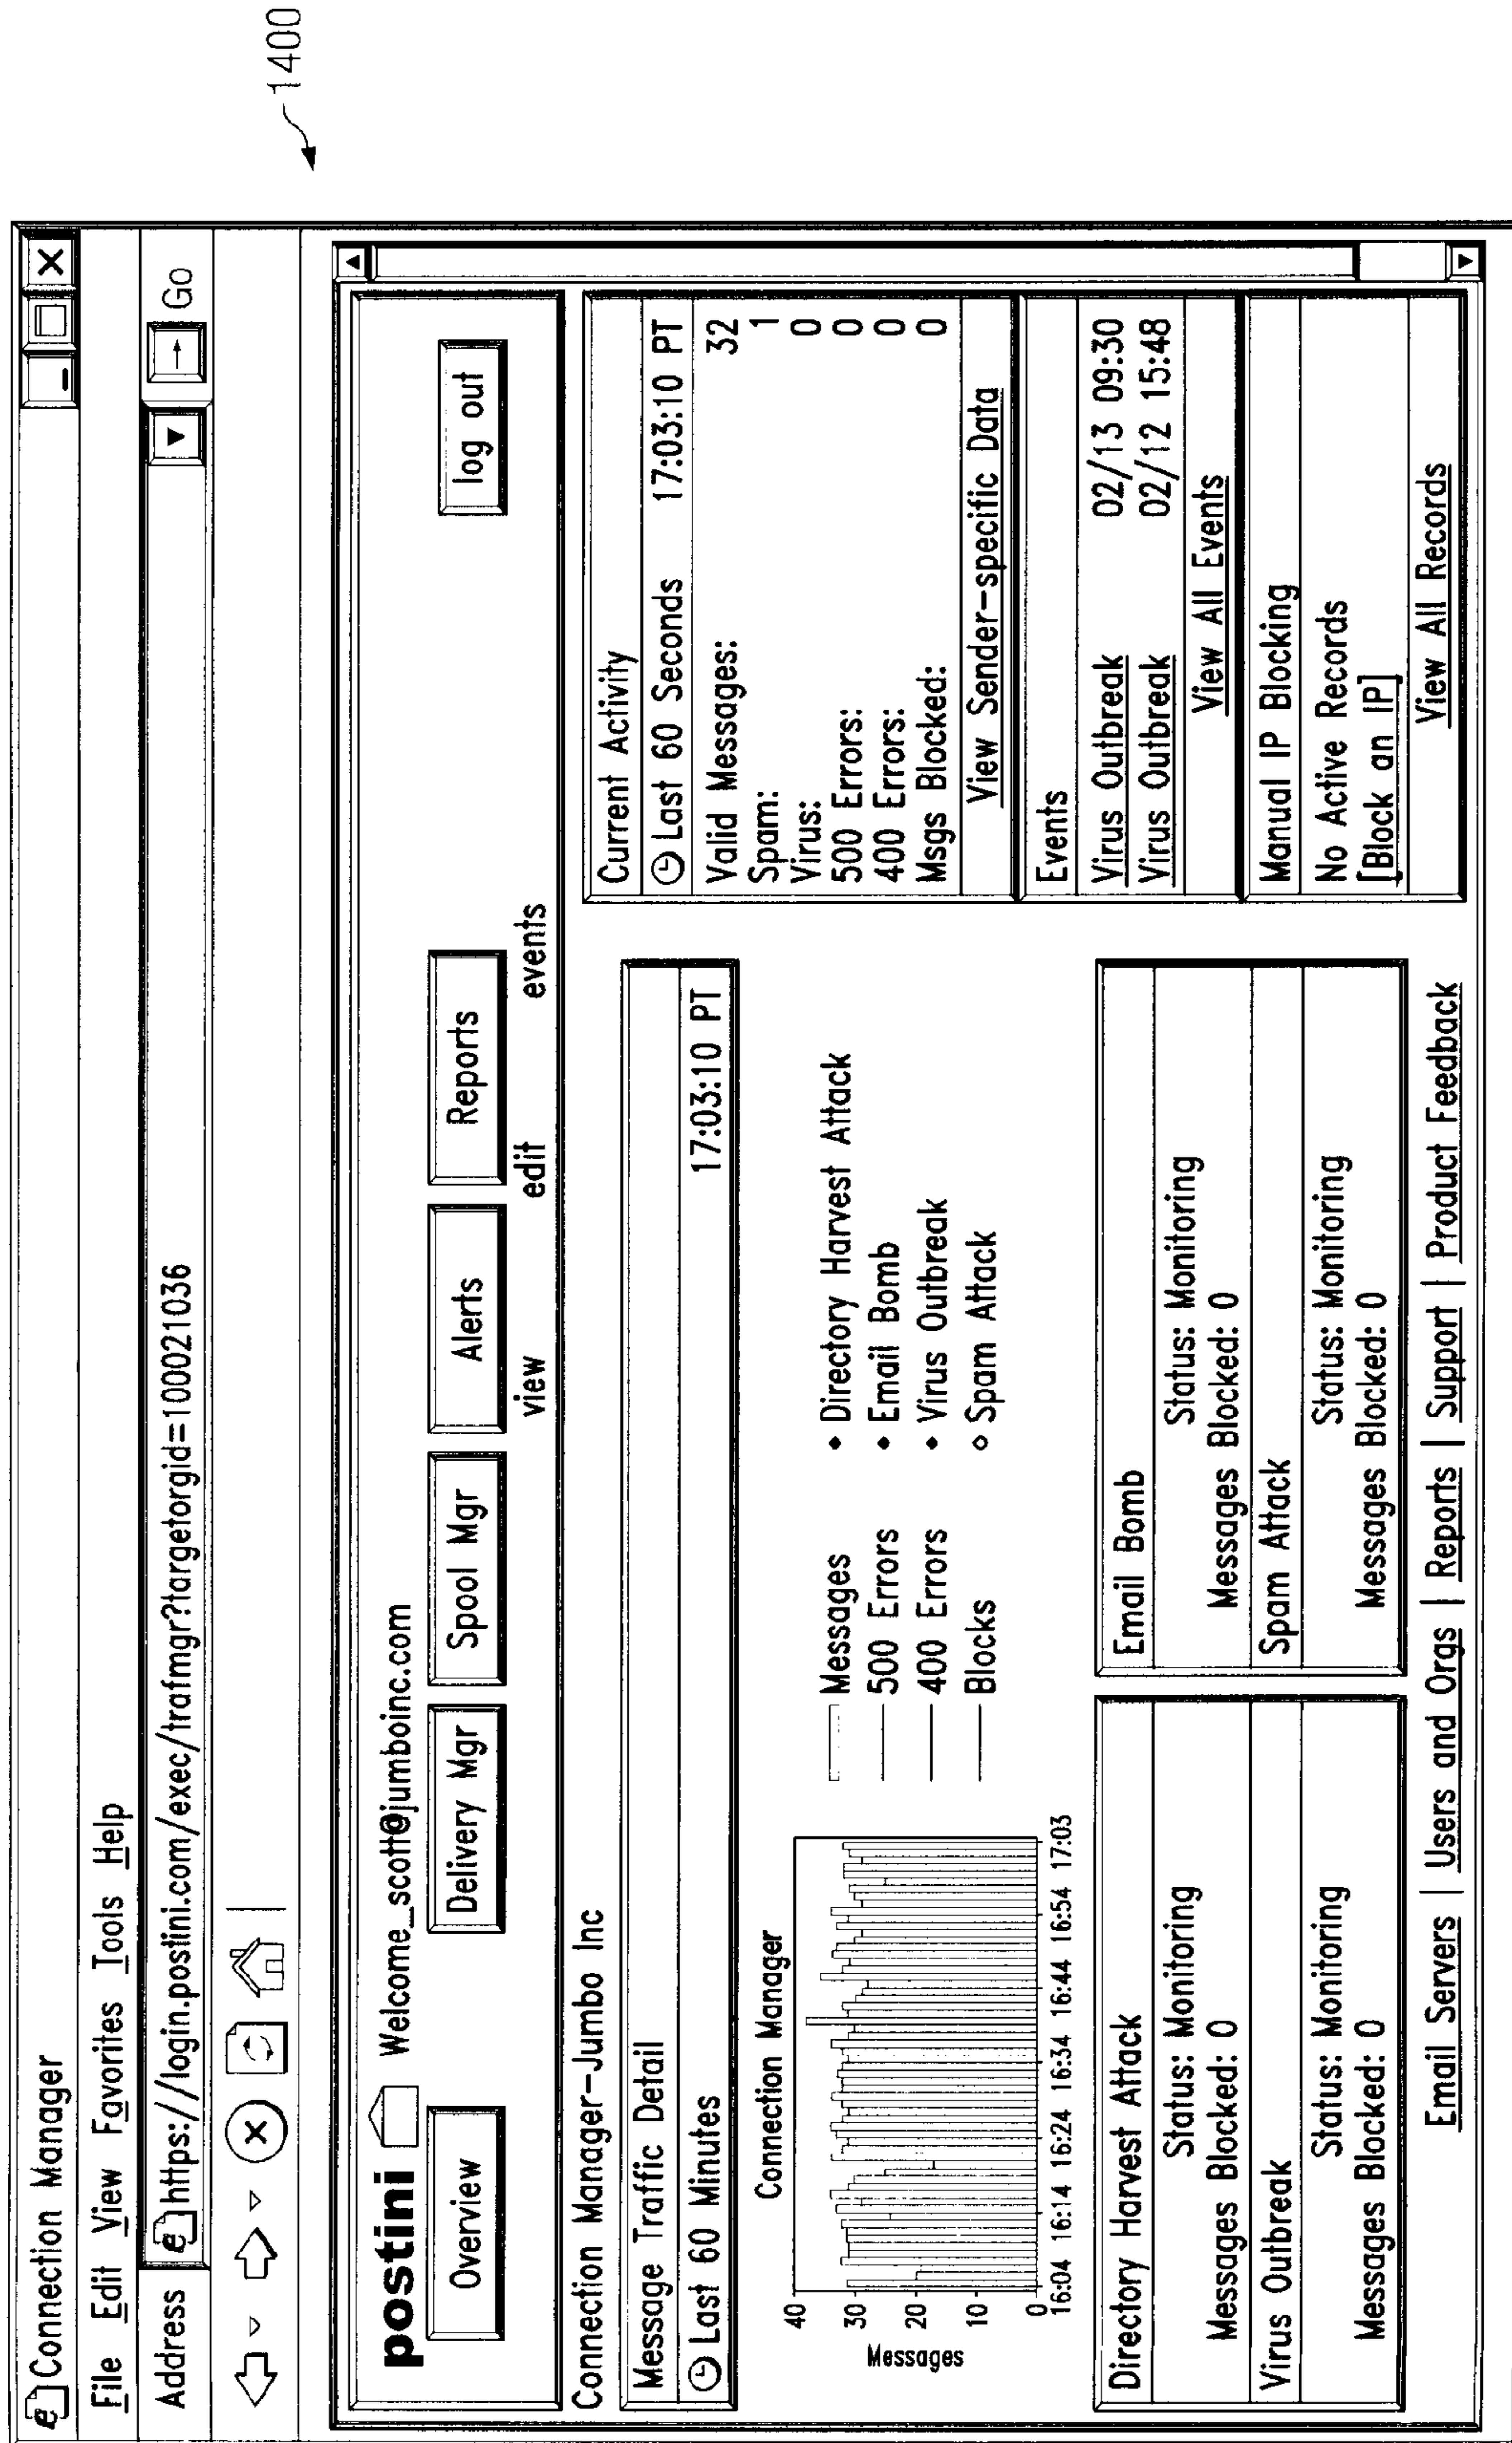 1400
Connection Manager
File Edit View Favorites Tools Help
Address https://login.postini.com/exec/trafmgr?targetorgid=100021036 Go
postini Welcome_scott@jumboinc.com
Overview Delivery Mgr Spool Mgr Alerts Reports log out
view edit events
Connection Manager-Jumbo Inc
Message Traffic Detail
Last 60 Minutes 17:03:10 PT
Connection Manager
40
30
20
10
0
Messages
16:04 16:14 16:24 16:34 16:44 16:54 17:03
Messages
500 Errors
400 Errors
Blocks
Directory Harvest Attack
Email Bomb
Virus Outbreak
Spam Attack
Directory Harvest Attack
Status: Monitoring
Messages Blocked: 0
Virus Outbreak
Status: Monitoring
Messages Blocked: 0
Email Bomb
Status: Monitoring
Messages Blocked: 0
Spam Attack
Status: Monitoring
Messages Blocked: 0
Current Activity
Last 60 Seconds 17:03:10 PT
Valid Messages: 32
Spam: 1
Virus: 0
500 Errors: 0
400 Errors: 0
Msgs Blocked: 0
View Sender-specific Data
Events
Virus Outbreak 02/13 09:30
Virus Outbreak 02/12 15:48
View All Events
Manual IP Blocking
No Active Records
[Block an IP]
View All Records
Email Servers | Users and Orgs | Reports | Support | Product Feedback